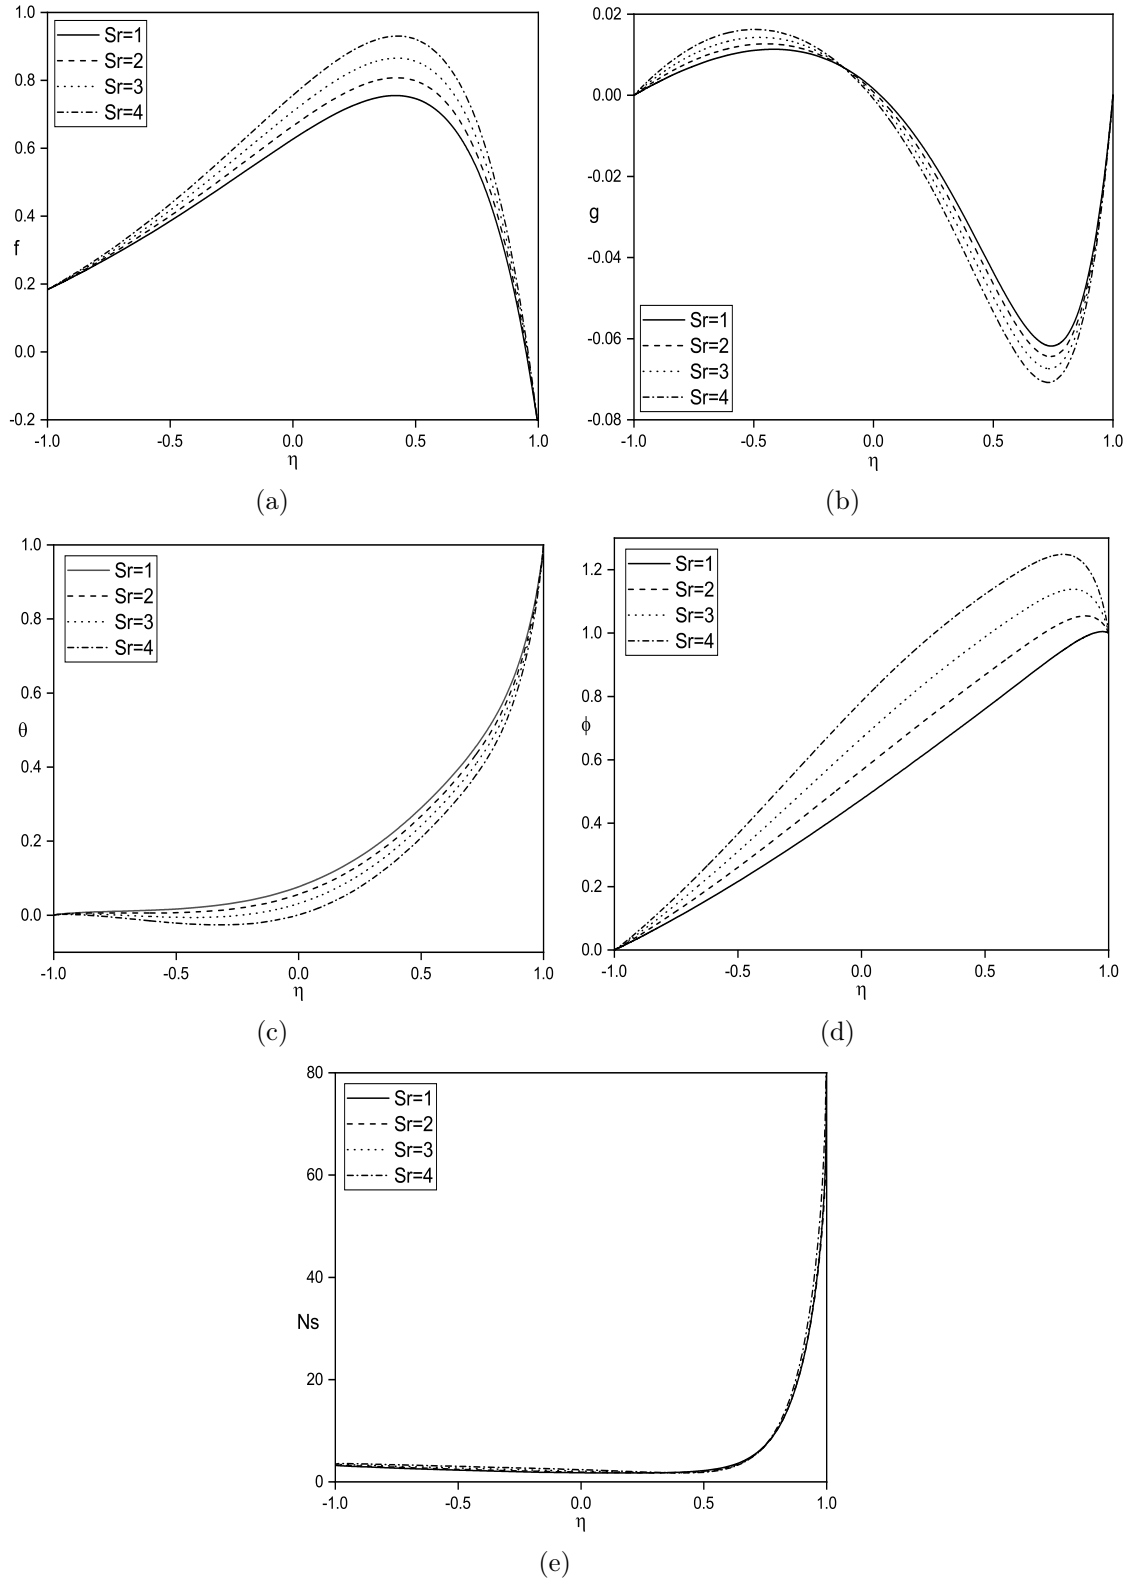 1.0
0.8
0.6
0.4
f
0.2
0.0
-0.2
-1.0 -0.5 0.0 0.5 1.0
η
Sr=1
Sr=2
Sr=3
Sr=4
(a)
0.02
0.00
-0.02
g
-0.04
-0.06
-0.08
-1.0 -0.5 0.0 0.5 1.0
η
Sr=1
Sr=2
Sr=3
Sr=4
(b)
1.0
0.8
0.6
θ
0.4
0.2
0.0
-1.0 -0.5 0.0 0.5 1.0
η
Sr=1
Sr=2
Sr=3
Sr=4
(c)
1.2
1.0
0.8
ϕ
0.6
0.4
0.2
0.0
-1.0 -0.5 0.0 0.5 1.0
η
Sr=1
Sr=2
Sr=3
Sr=4
(d)
80
60
40
Ns
20
0
-1.0 -0.5 0.0 0.5 1.0
η
Sr=1
Sr=2
Sr=3
Sr=4
(e)